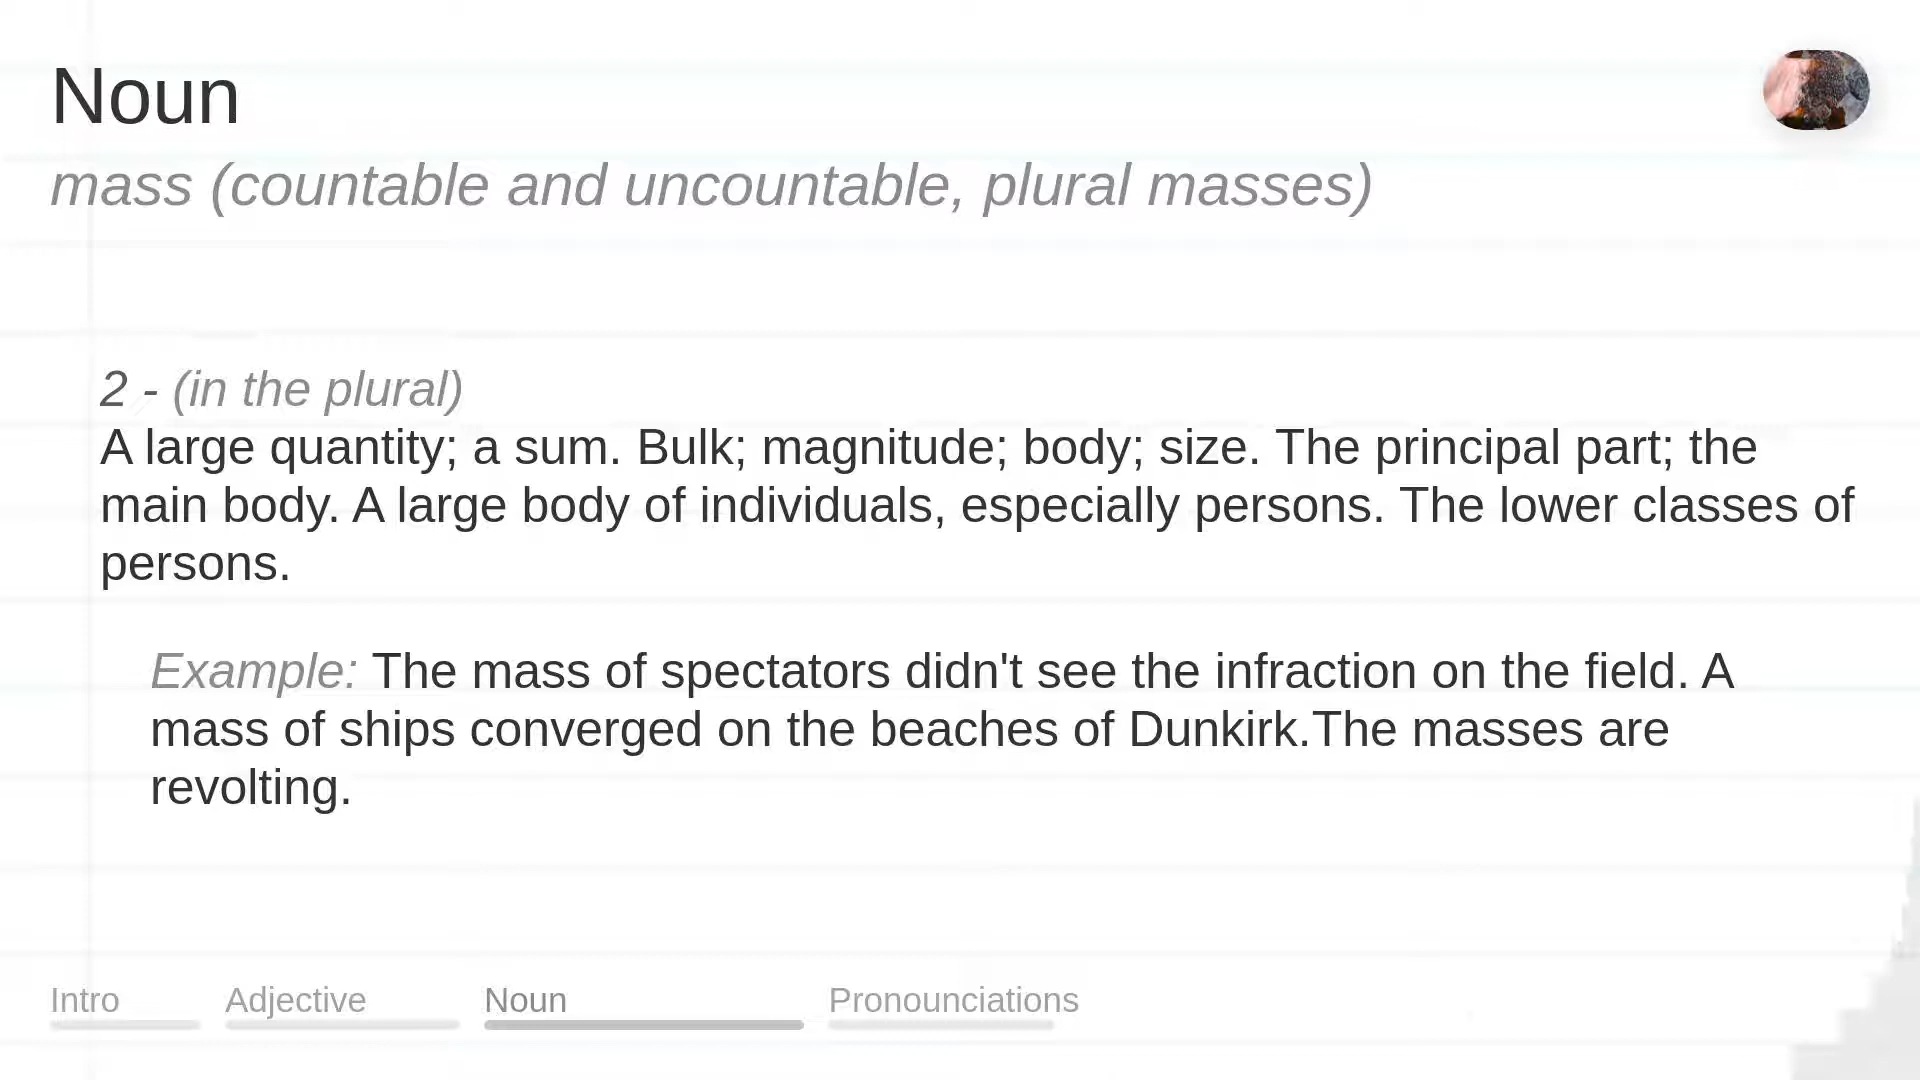 Noun
mass (countable and uncountable, plural masses)
2 - (in the plural)
A large quantity; a sum. Bulk; magnitude; body; size. The principal part; the
main body. A large body of individuals, especially persons. The lower classes of
persons.
Example: The mass of spectators didn't see the infraction on the field. A
mass of ships converged on the beaches of Dunkirk.The masses are
revolting.
Intro Adjective Noun Pronounciations